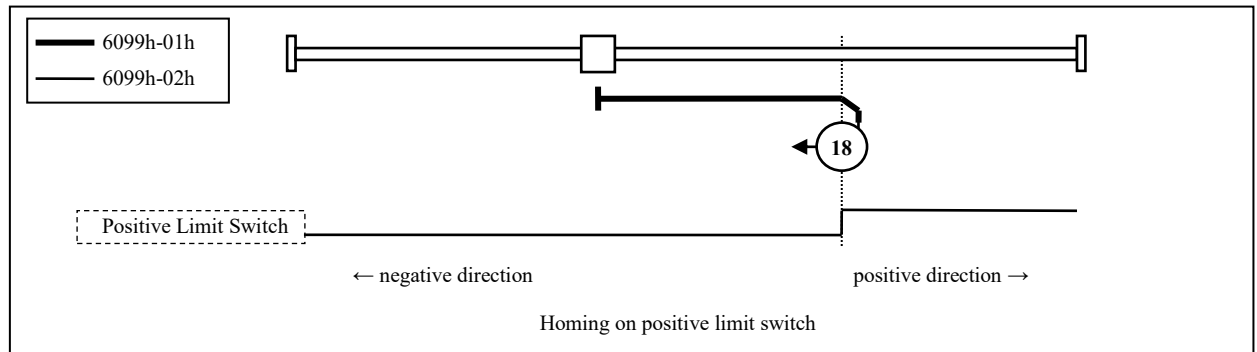 6099h-01h
6099h-02h
18
Positive Limit Switch
← negative direction
positive direction →
Homing on positive limit switch